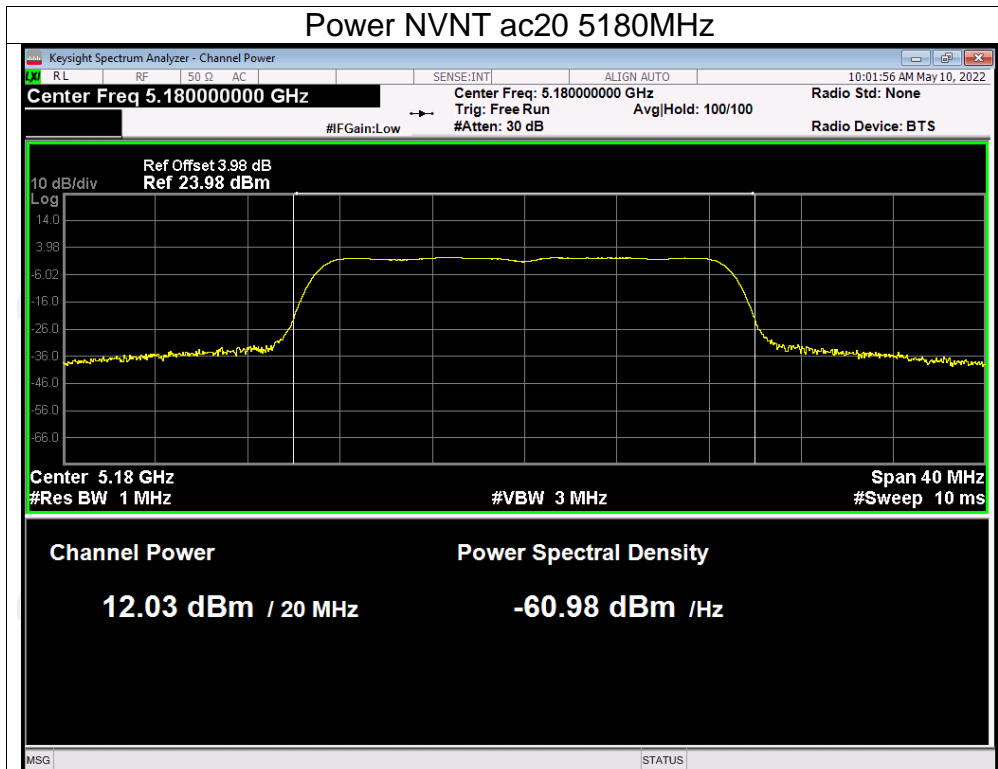 Power NVNT ac20 5180MHz
Keysight Spectrum Analyzer - Channel Power
LXI RL RF 50 Ω AC SENSE:INT ALIGN AUTO 10:01:56 AM May 10, 2022
Center Freq 5.180000000 GHz Center Freq: 5.180000000 GHz Radio Std: None
Trig: Free Run Avg|Hold: 100/100
#IFGain:Low #Atten: 30 dB Radio Device: BTS
Ref Offset 3.98 dB
10 dB/div Ref 23.98 dBm
Log
14.0
3.98
-6.02
-16.0
-26.0
-36.0
-46.0
-56.0
-66.0
Center 5.18 GHz Span 40 MHz
#Res BW 1 MHz #VBW 3 MHz #Sweep 10 ms
Channel Power Power Spectral Density
12.03 dBm / 20 MHz -60.98 dBm /Hz
MSG STATUS